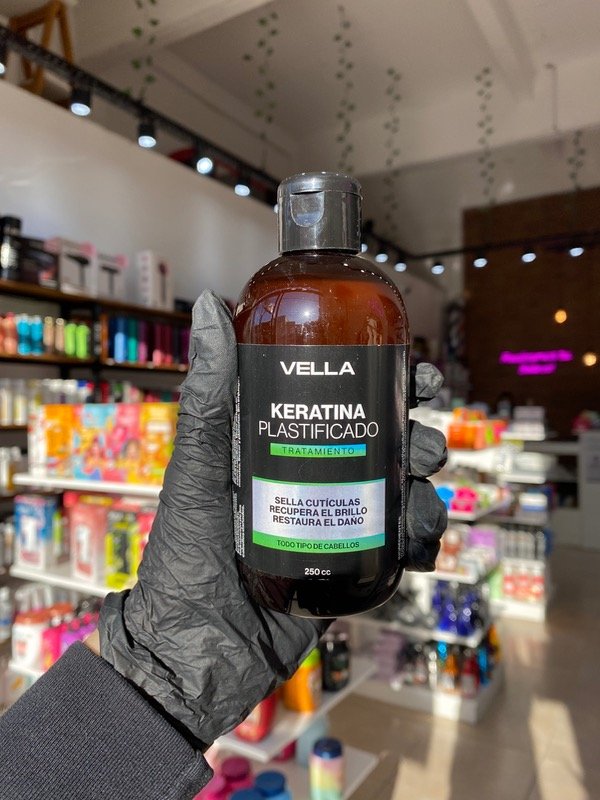 VELLA
KERATINA
PLASTIFICADO
TRATAMIENTO
SELLA CUTÍCULAS
RECUPERA EL BRILLO
RESTAURA EL DAÑO
TODO TIPO DE CABELLOS
250 cc